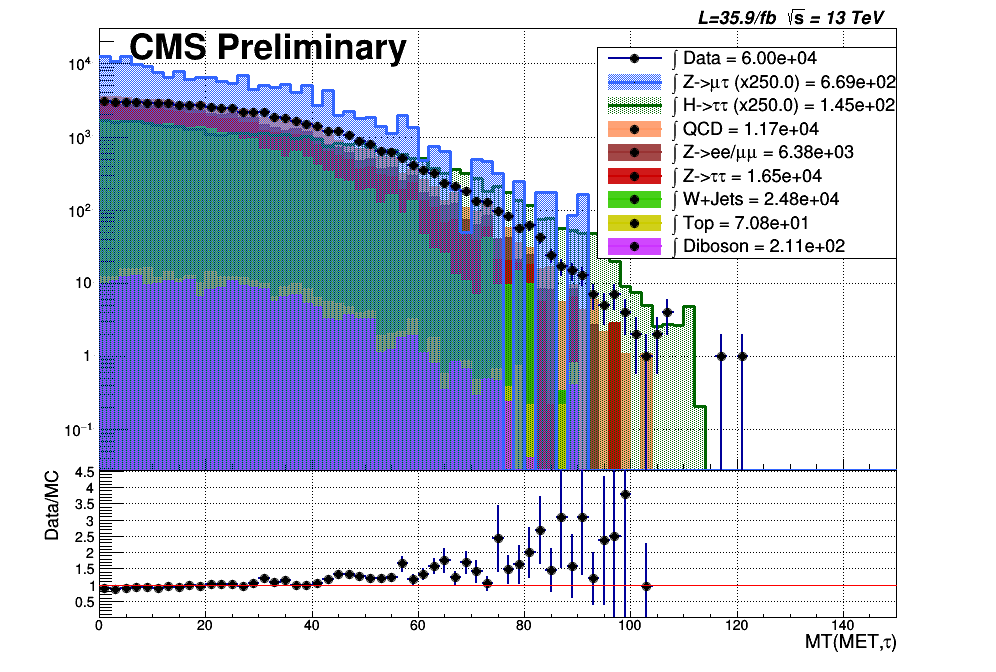 L=35.9/fb √s = 13 TeV
CMS Preliminary
∫ Data = 6.00e+04
∫ Z->μτ (x250.0) = 6.69e+02
∫ H->ττ (x250.0) = 1.45e+02
∫ QCD = 1.17e+04
∫ Z->ee/μμ = 6.38e+03
∫ Z->ττ = 1.65e+04
∫ W+Jets = 2.48e+04
∫ Top = 7.08e+01
∫ Diboson = 2.11e+02
10⁴
10³
10²
10
1
10⁻¹
Data/MC
4.5
4
3.5
3
2.5
2
1.5
1
0.5
0 20 40 60 80 100 120 140
MT(MET,τ)